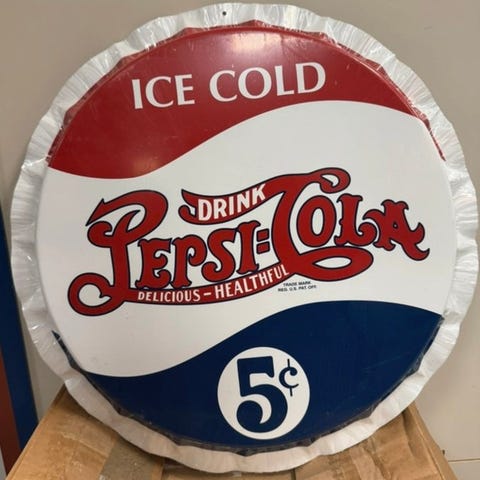 ICE COLD
DRINK
PEPSI=COLA
DELICIOUS - HEALTHFUL
TRADE MARK
REG. U.S. PAT. OFF.
5¢